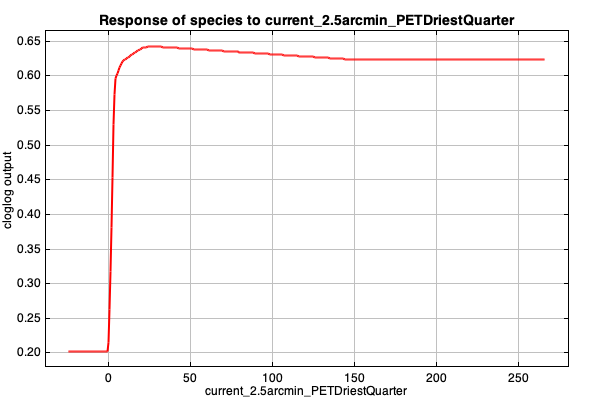 Response of species to current_2.5arcmin_PETDriestQuarter
0.65
0.60
0.55
0.50
0.45
0.40
0.35
0.30
0.25
0.20
cloglog output
0 50 100 150 200 250
current_2.5arcmin_PETDriestQuarter